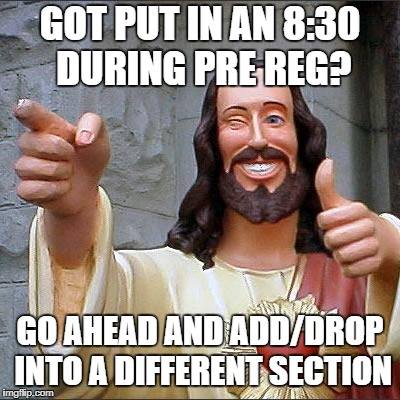 GOT PUT IN AN 8:30
DURING PRE REG?
GO AHEAD AND ADD/DROP
INTO A DIFFERENT SECTION
imgflip.com